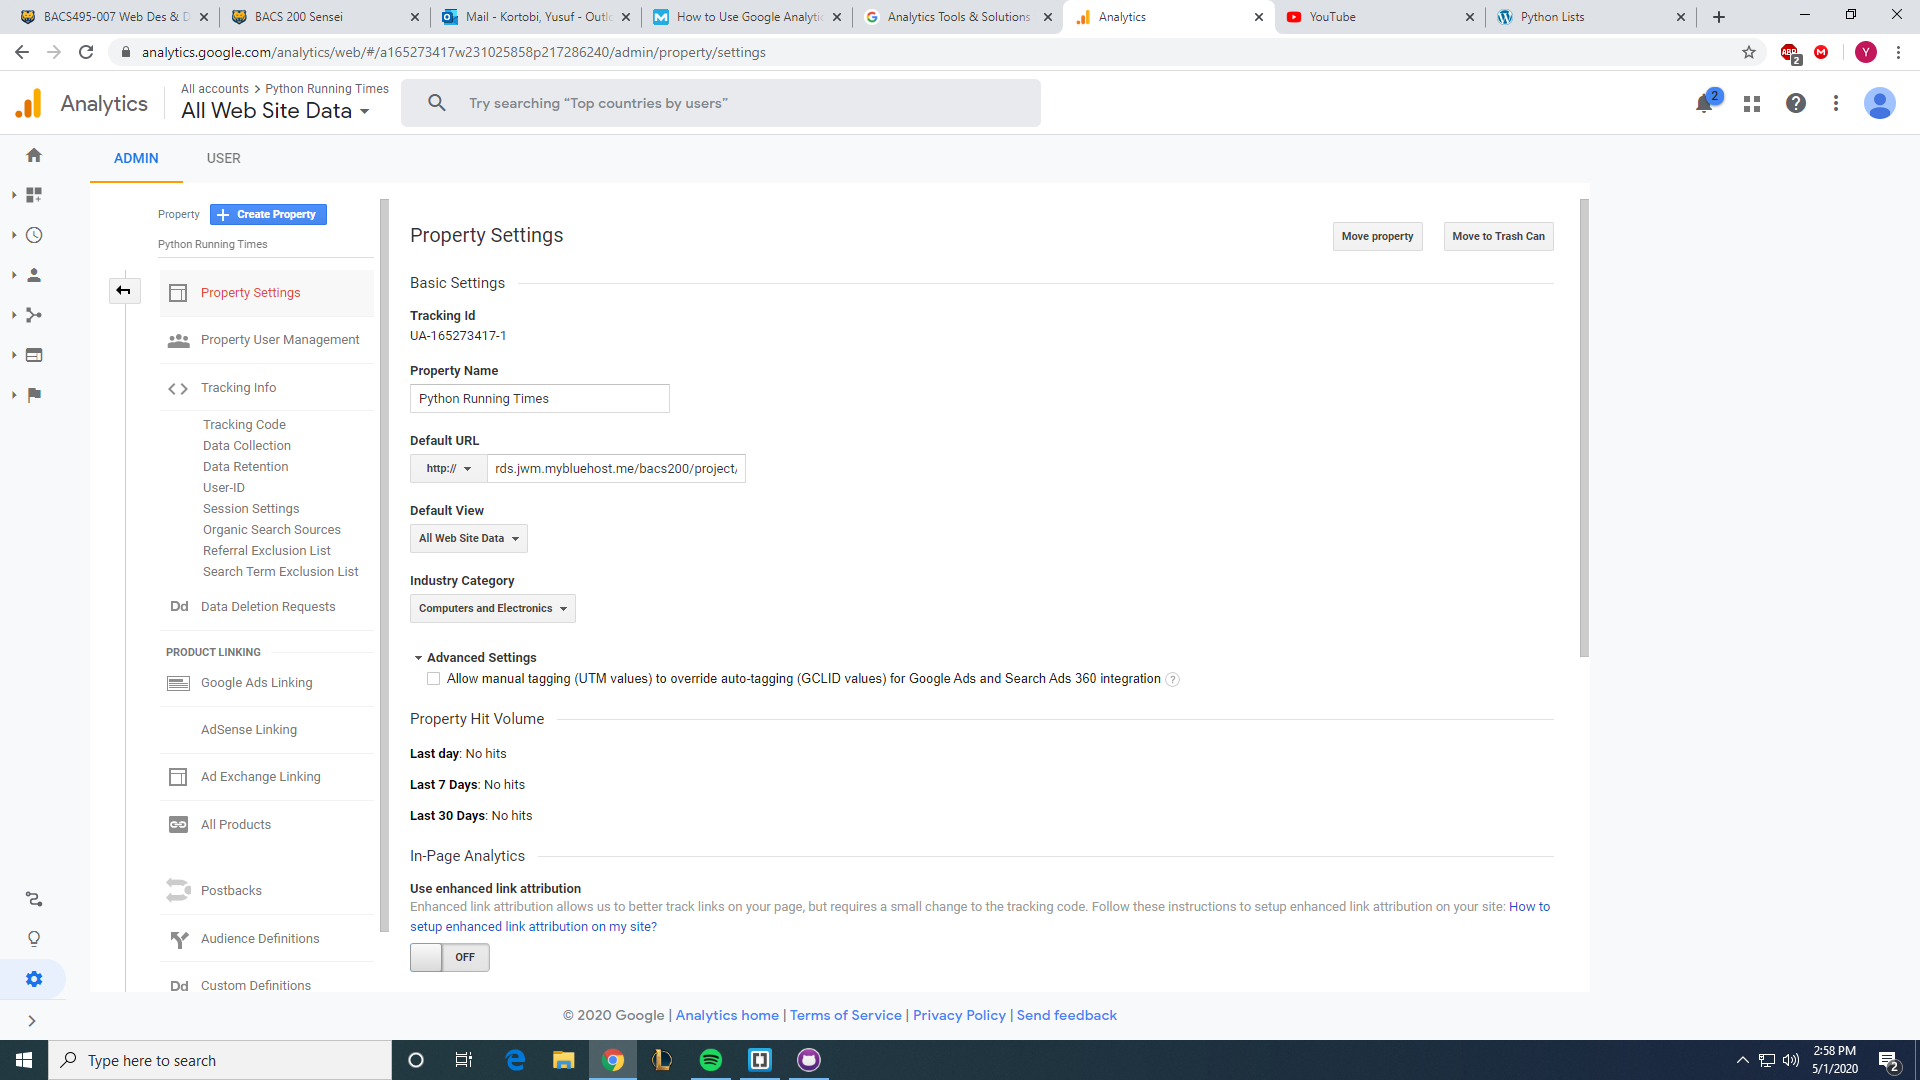 BACS495-007 Web Des & D
BACS 200 Sensei
Mail - Kortobi, Yusuf - Outlo
How to Use Google Analytic
Analytics Tools & Solutions
Analytics
YouTube
Python Lists
analytics.google.com/analytics/web/#/a165273417w231025858p217286240/admin/property/settings
ABP
2
M
Y
Analytics
All accounts > Python Running Times
All Web Site Data
Try searching “Top countries by users”
2
ADMIN
USER
Property
Create Property
Python Running Times
Property Settings
Property User Management
Tracking Info
Tracking Code
Data Collection
Data Retention
User-ID
Session Settings
Organic Search Sources
Referral Exclusion List
Search Term Exclusion List
Dd Data Deletion Requests
PRODUCT LINKING
Google Ads Linking
AdSense Linking
Ad Exchange Linking
All Products
Postbacks
Audience Definitions
Dd Custom Definitions
Property Settings
Move property
Move to Trash Can
Basic Settings
Tracking Id
UA-165273417-1
Property Name
Python Running Times
Default URL
http://
rds.jwm.mybluehost.me/bacs200/project/
Default View
All Web Site Data
Industry Category
Computers and Electronics
Advanced Settings
Allow manual tagging (UTM values) to override auto-tagging (GCLID values) for Google Ads and Search Ads 360 integration ?
Property Hit Volume
Last day: No hits
Last 7 Days: No hits
Last 30 Days: No hits
In-Page Analytics
Use enhanced link attribution
Enhanced link attribution allows us to better track links on your page, but requires a small change to the tracking code. Follow these instructions to setup enhanced link attribution on your site: How to
setup enhanced link attribution on my site?
OFF
© 2020 Google | Analytics home | Terms of Service | Privacy Policy | Send feedback
Type here to search
2:58 PM
5/1/2020
2